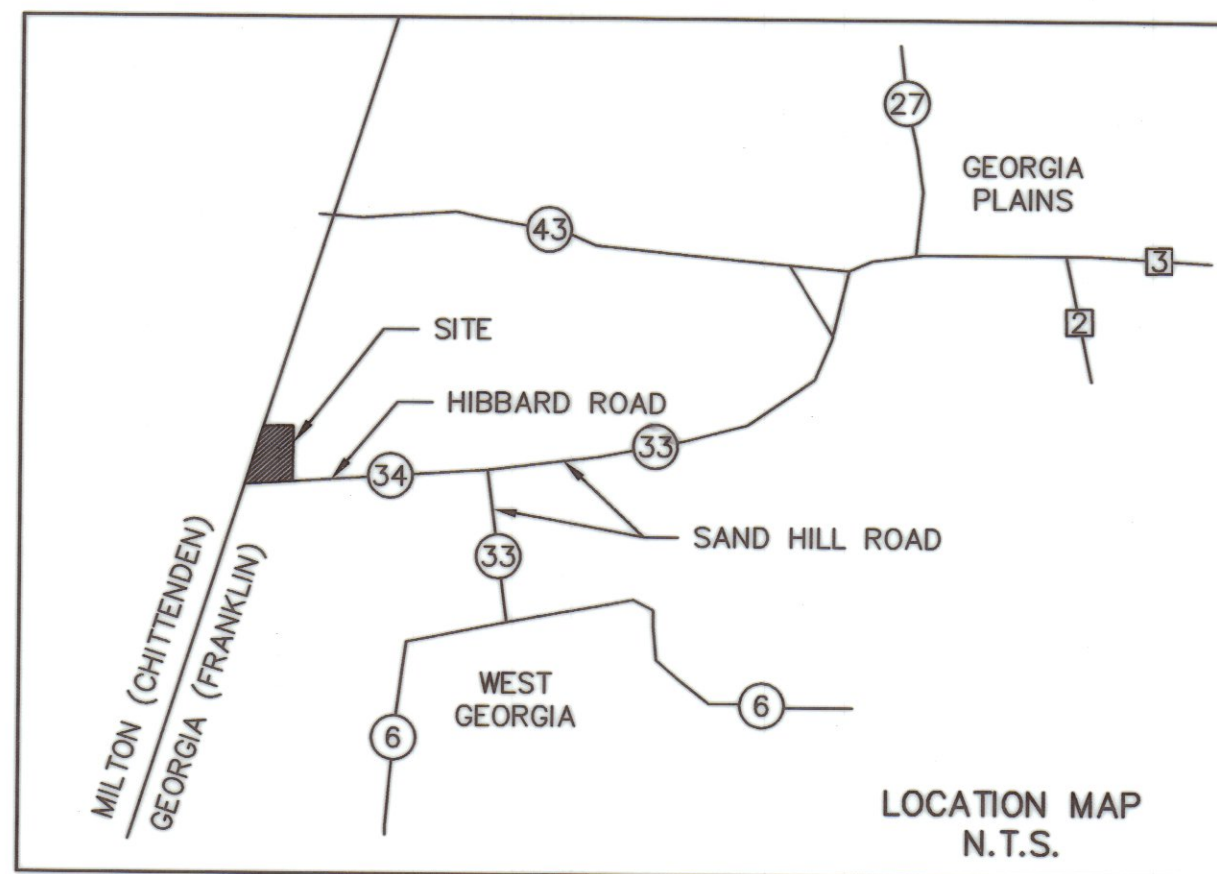 27
GEORGIA
PLAINS
43
3
2
SITE
HIBBARD ROAD
33
34
SAND HILL ROAD
33
MILTON (CHITTENDEN)
GEORGIA (FRANKLIN)
WEST
GEORGIA
6
6
LOCATION MAP
N.T.S.